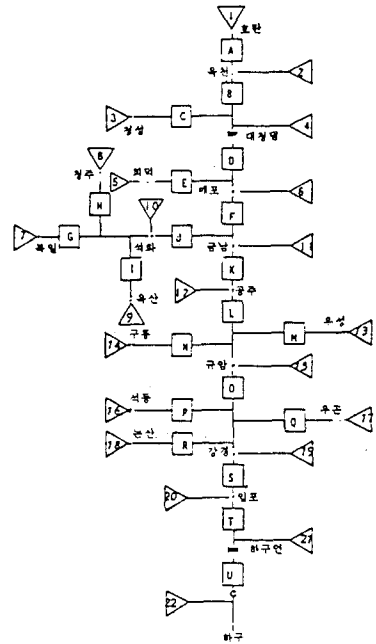 1
호탄
A
옥천
2
B
3
C
청성
4
대청댐
8
청주
D
5
회덕
E
매포
6
H
10
F
7
G
석화
J
금남
11
복일
I
K
12
공주
9
옥산
L
구룡
M
우성
13
14
N
규암
15
O
16
석동
P
Q
우곤
17
18
논산
R
강경
19
S
20
입포
T
하구언
21
U
22
하구